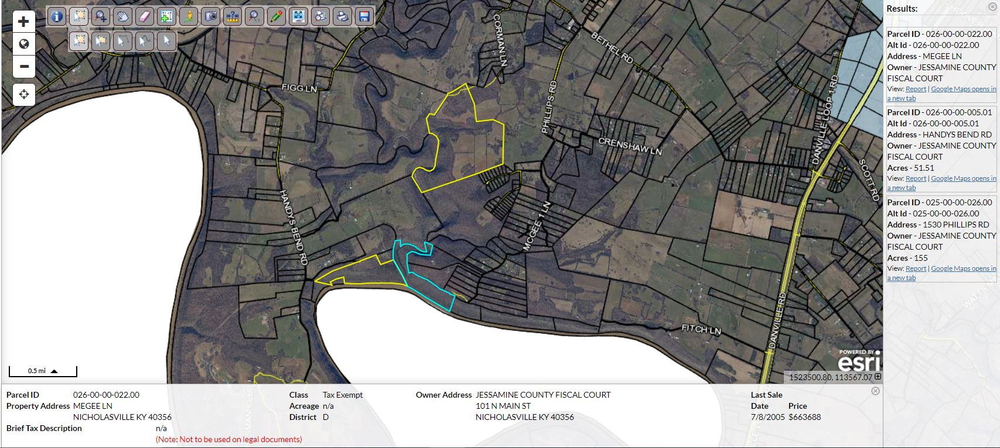 CORMAN LN
BETHEL RD
FIGG LN
PHILLIPS RD
DANVILLE LOOP 1 RD
CRENSHAW LN
SCOTT RD
HANDYS BEND RD
MCGEE 1 LN
DANVILLE RD
FITCH LN
POWERED BY
esri
0.5 mi
1523500.80, 113567.07
Results:
Parcel ID - 026-00-00-022.00
Alt Id - 026-00-00-022.00
Address - MEGEE LN
Owner - JESSAMINE COUNTY
FISCAL COURT
View: Report | Google Maps opens in
a new tab
Parcel ID - 026-00-00-005.01
Alt Id - 026-00-00-005.01
Address - HANDYS BEND RD
Owner - JESSAMINE COUNTY
FISCAL COURT
Acres - 51.51
View: Report | Google Maps opens in
a new tab
Parcel ID - 025-00-00-026.00
Alt Id - 025-00-00-026.00
Address - 1530 PHILLIPS RD
Owner - JESSAMINE COUNTY
FISCAL COURT
Acres - 155
View: Report | Google Maps opens in
a new tab
Parcel ID 026-00-00-022.00
Property Address MEGEE LN
NICHOLASVILLE KY 40356
Brief Tax Description n/a
(Note: Not to be used on legal documents)
Class Tax Exempt
Acreage n/a
District D
Owner Address JESSAMINE COUNTY FISCAL COURT
101 N MAIN ST
NICHOLASVILLE KY 40356
Last Sale
Date Price
7/8/2005 $663688